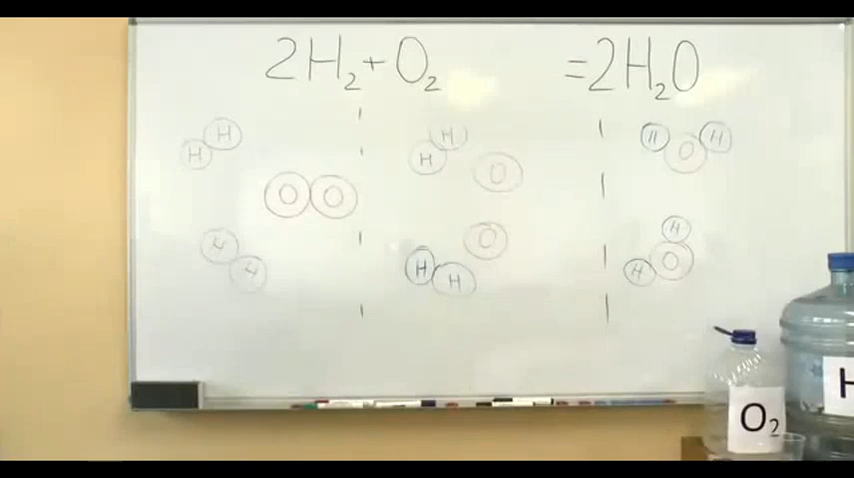 2H₂ + O₂ = 2H₂O
H H H H H
H O O O O
H H O H
H H O
H H H
O₂
H